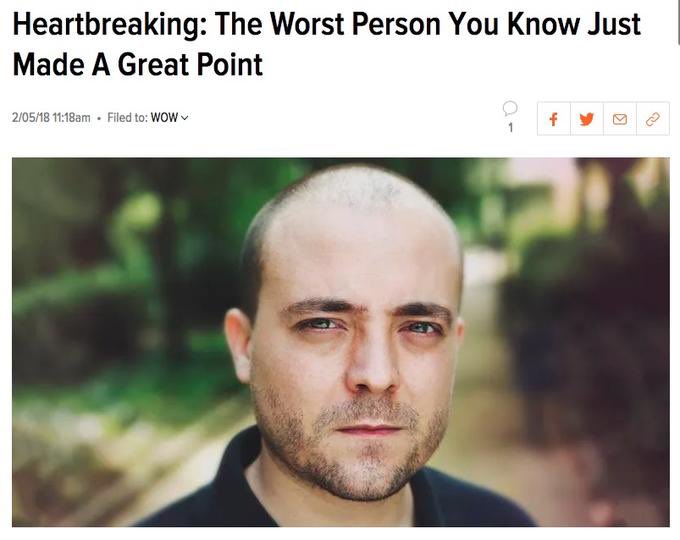 Heartbreaking: The Worst Person You Know Just
Made A Great Point
2/05/18 11:18am • Filed to: WOW
1